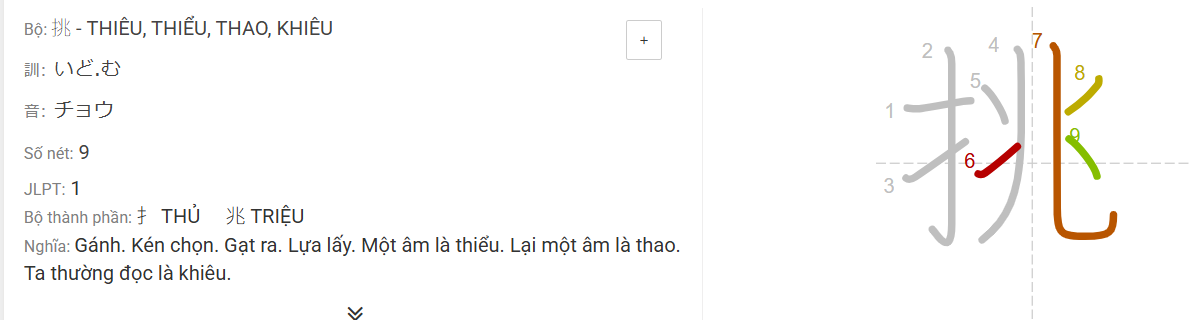 Bộ: 挑 - THIÊU, THIỂU, THAO, KHIÊU
+
訓: いど.む
音: チョウ
Số nét: 9
JLPT: 1
Bộ thành phần: 扌 THỦ 兆 TRIỆU
Nghĩa: Gánh. Kén chọn. Gạt ra. Lựa lấy. Một âm là thiểu. Lại một âm là thao.
Ta thường đọc là khiêu.
挑
1
2
3
4
5
6
7
8
9